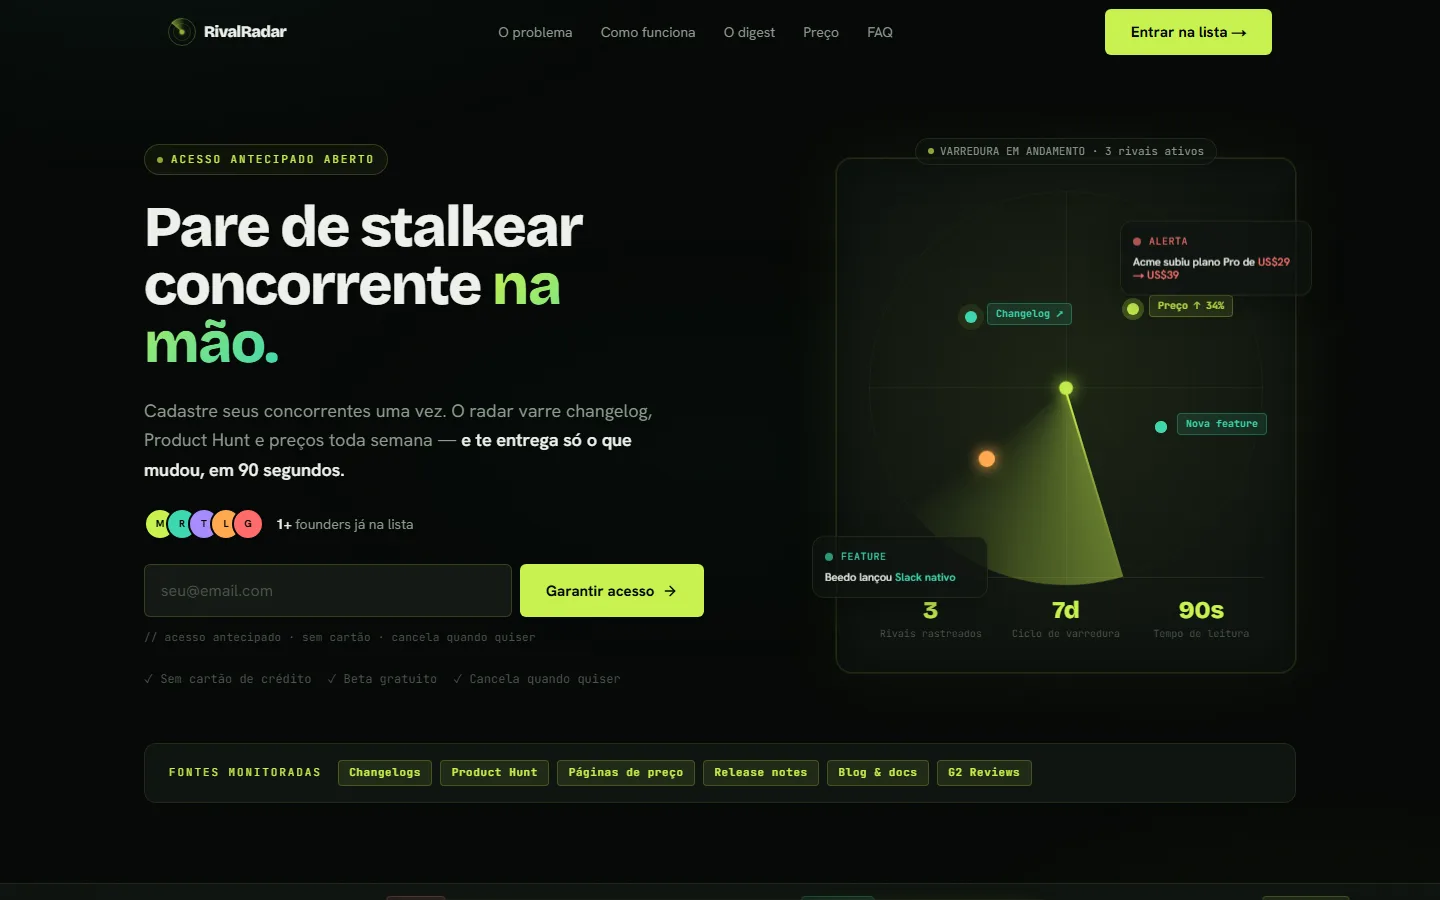 RivalRadar
O problema
Como funciona
O digest
Preço
FAQ
Entrar na lista →
ACESSO ANTECIPADO ABERTO
Pare de stalkear
concorrente na
mão.
Cadastre seus concorrentes uma vez. O radar varre changelog,
Product Hunt e preços toda semana — e te entrega só o que
mudou, em 90 segundos.
M R T L G
1+ founders já na lista
seu@email.com
Garantir acesso →
// acesso antecipado · sem cartão · cancela quando quiser
✓ Sem cartão de crédito ✓ Beta gratuito ✓ Cancela quando quiser
VARREDURA EM ANDAMENTO · 3 rivais ativos
ALERTA
Acme subiu plano Pro de US$29
→ US$39
Changelog ↗
Preço ↑ 34%
Nova feature
FEATURE
Beedo lançou Slack nativo
3
Rivais rastreados
7d
Ciclo de varredura
90s
Tempo de leitura
FONTES MONITORADAS
Changelogs
Product Hunt
Páginas de preço
Release notes
Blog & docs
G2 Reviews